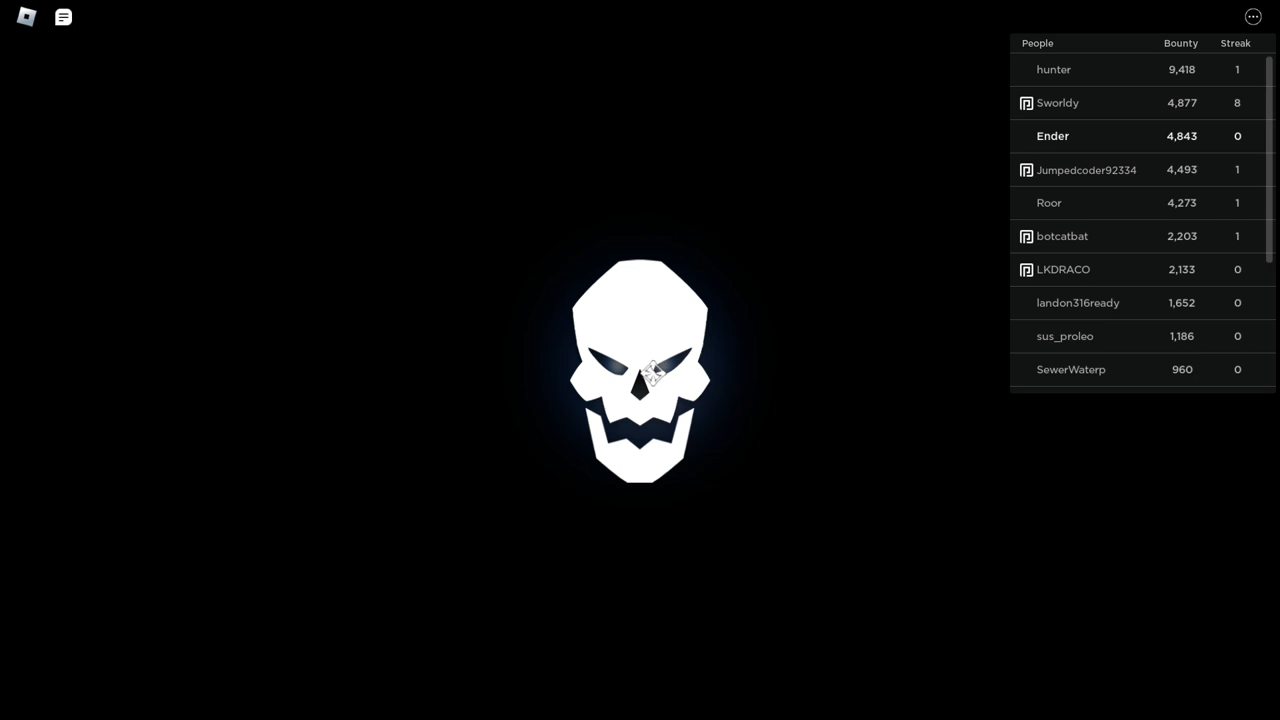 People Bounty Streak
hunter 9,418 1
Sworldy 4,877 8
Ender 4,843 0
Jumpedcoder92334 4,493 1
Roor 4,273 1
botcatbat 2,203 1
LKDRACO 2,133 0
landon316ready 1,652 0
sus_proleo 1,186 0
SewerWaterp 960 0